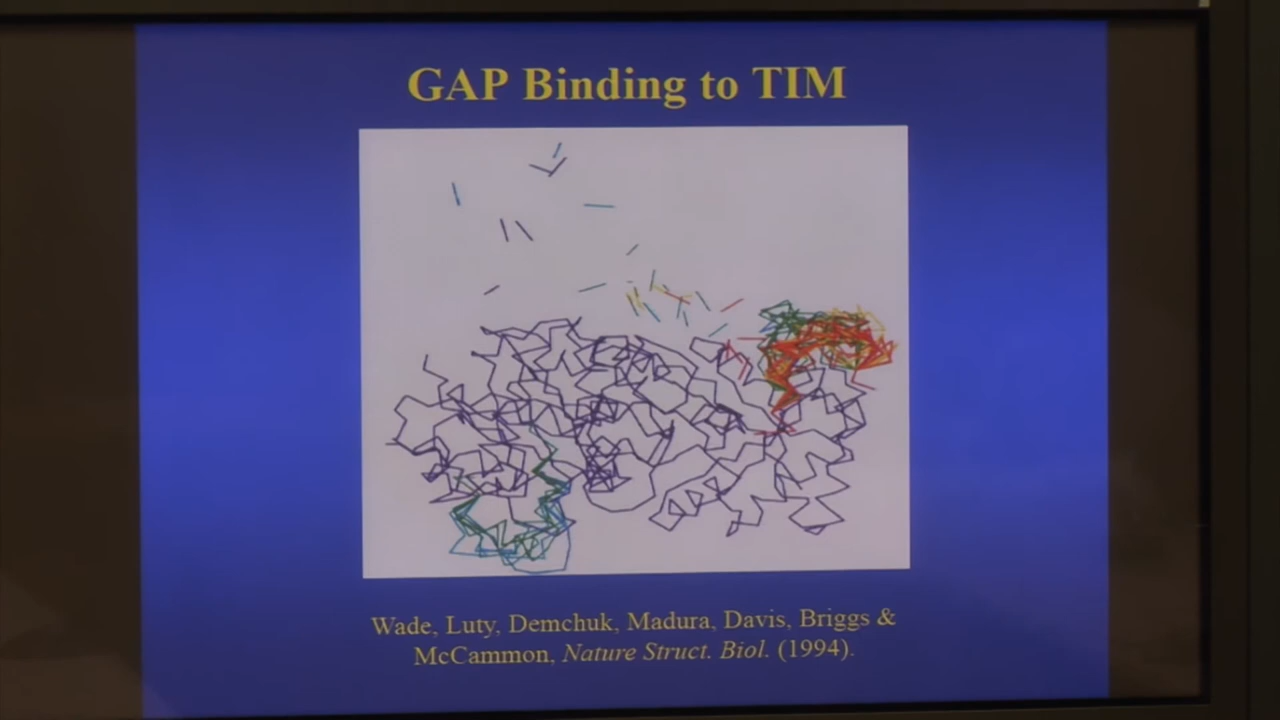 GAP Binding to TIM
Wade, Luty, Demchuk, Madura, Davis, Briggs &
McCammon, Nature Struct. Biol. (1994).